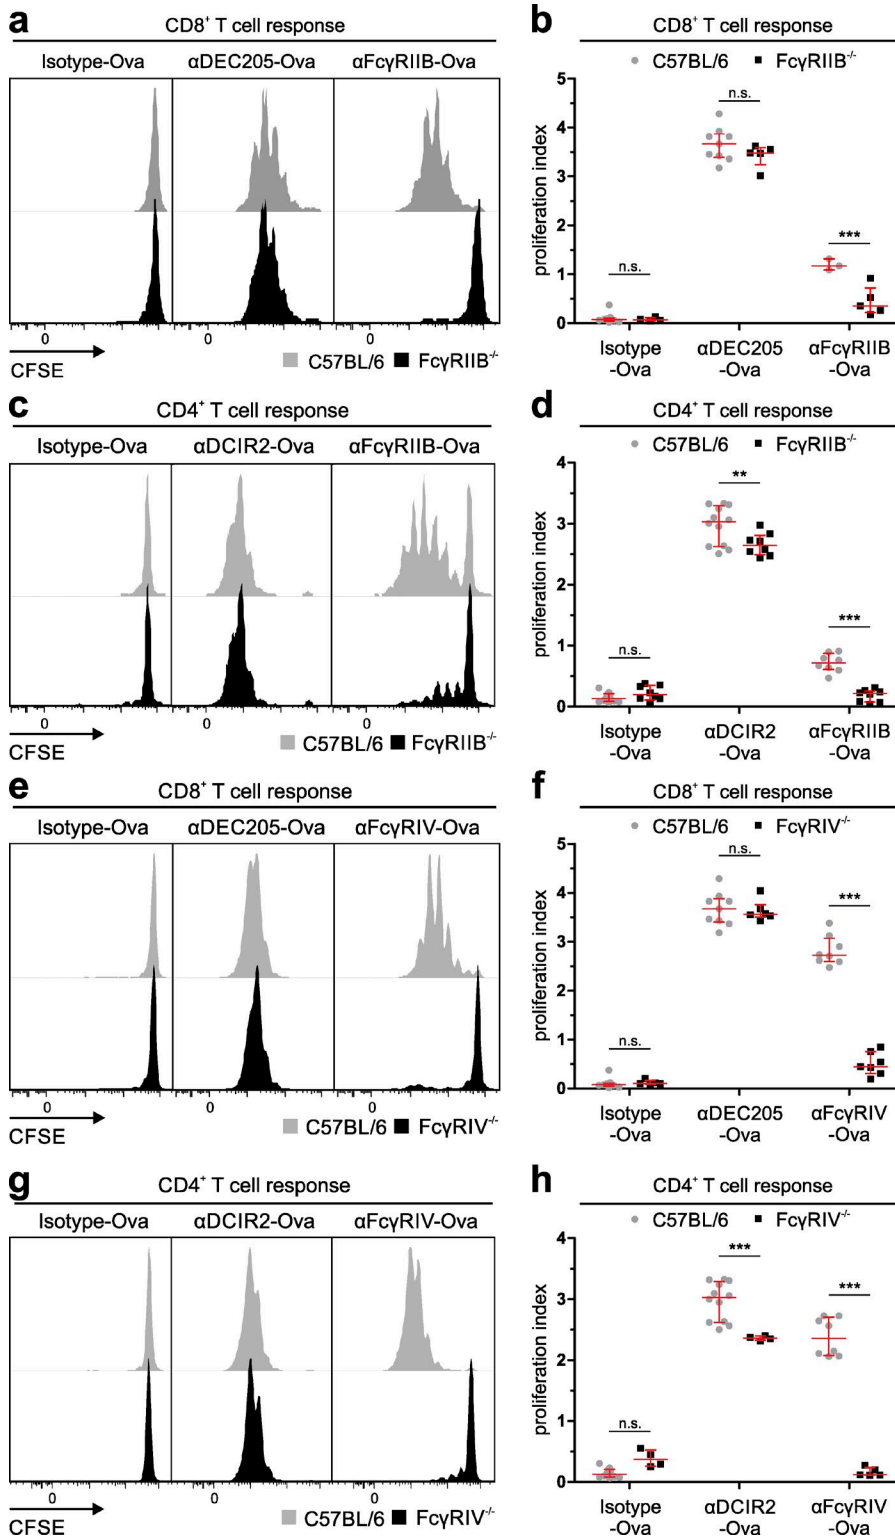 a
CD8⁺ T cell response
Isotype-Ova αDEC205-Ova αFcγRIIB-Ova
0 0 0
CFSE
C57BL/6 FcγRIIB⁻/⁻
b
CD8⁺ T cell response
C57BL/6 FcγRIIB⁻/⁻
proliferation index
5
4
3
2
1
0
n.s.
n.s.
***
Isotype-Ova αDEC205-Ova αFcγRIIB-Ova
c
CD4⁺ T cell response
Isotype-Ova αDCIR2-Ova αFcγRIIB-Ova
0 0 0
CFSE
C57BL/6 FcγRIIB⁻/⁻
d
CD4⁺ T cell response
C57BL/6 FcγRIIB⁻/⁻
proliferation index
4
3
2
1
0
n.s.
**
***
Isotype-Ova αDCIR2-Ova αFcγRIIB-Ova
e
CD8⁺ T cell response
Isotype-Ova αDEC205-Ova αFcγRIV-Ova
0 0 0
CFSE
C57BL/6 FcγRIV⁻/⁻
f
CD8⁺ T cell response
C57BL/6 FcγRIV⁻/⁻
proliferation index
5
4
3
2
1
0
n.s.
n.s.
***
Isotype-Ova αDEC205-Ova αFcγRIV-Ova
g
CD4⁺ T cell response
Isotype-Ova αDCIR2-Ova αFcγRIV-Ova
0 0 0
CFSE
C57BL/6 FcγRIV⁻/⁻
h
CD4⁺ T cell response
C57BL/6 FcγRIV⁻/⁻
proliferation index
4
3
2
1
0
n.s.
***
***
Isotype-Ova αDCIR2-Ova αFcγRIV-Ova